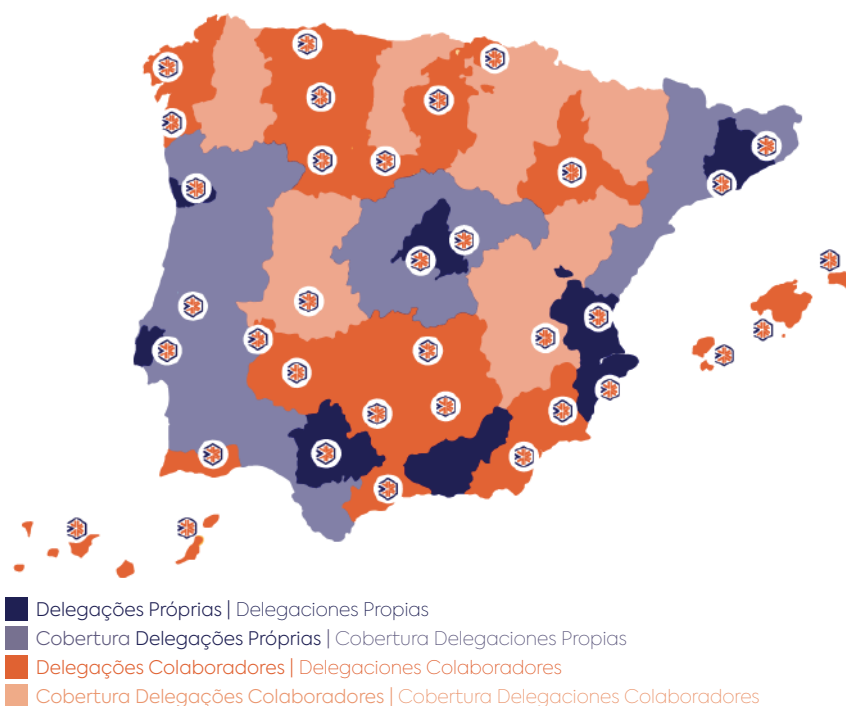 Delegações Próprias | Delegaciones Propias
Cobertura Delegações Próprias | Cobertura Delegaciones Propias
Delegações Colaboradores | Delegaciones Colaboradores
Cobertura Delegações Colaboradores | Cobertura Delegaciones Colaboradores